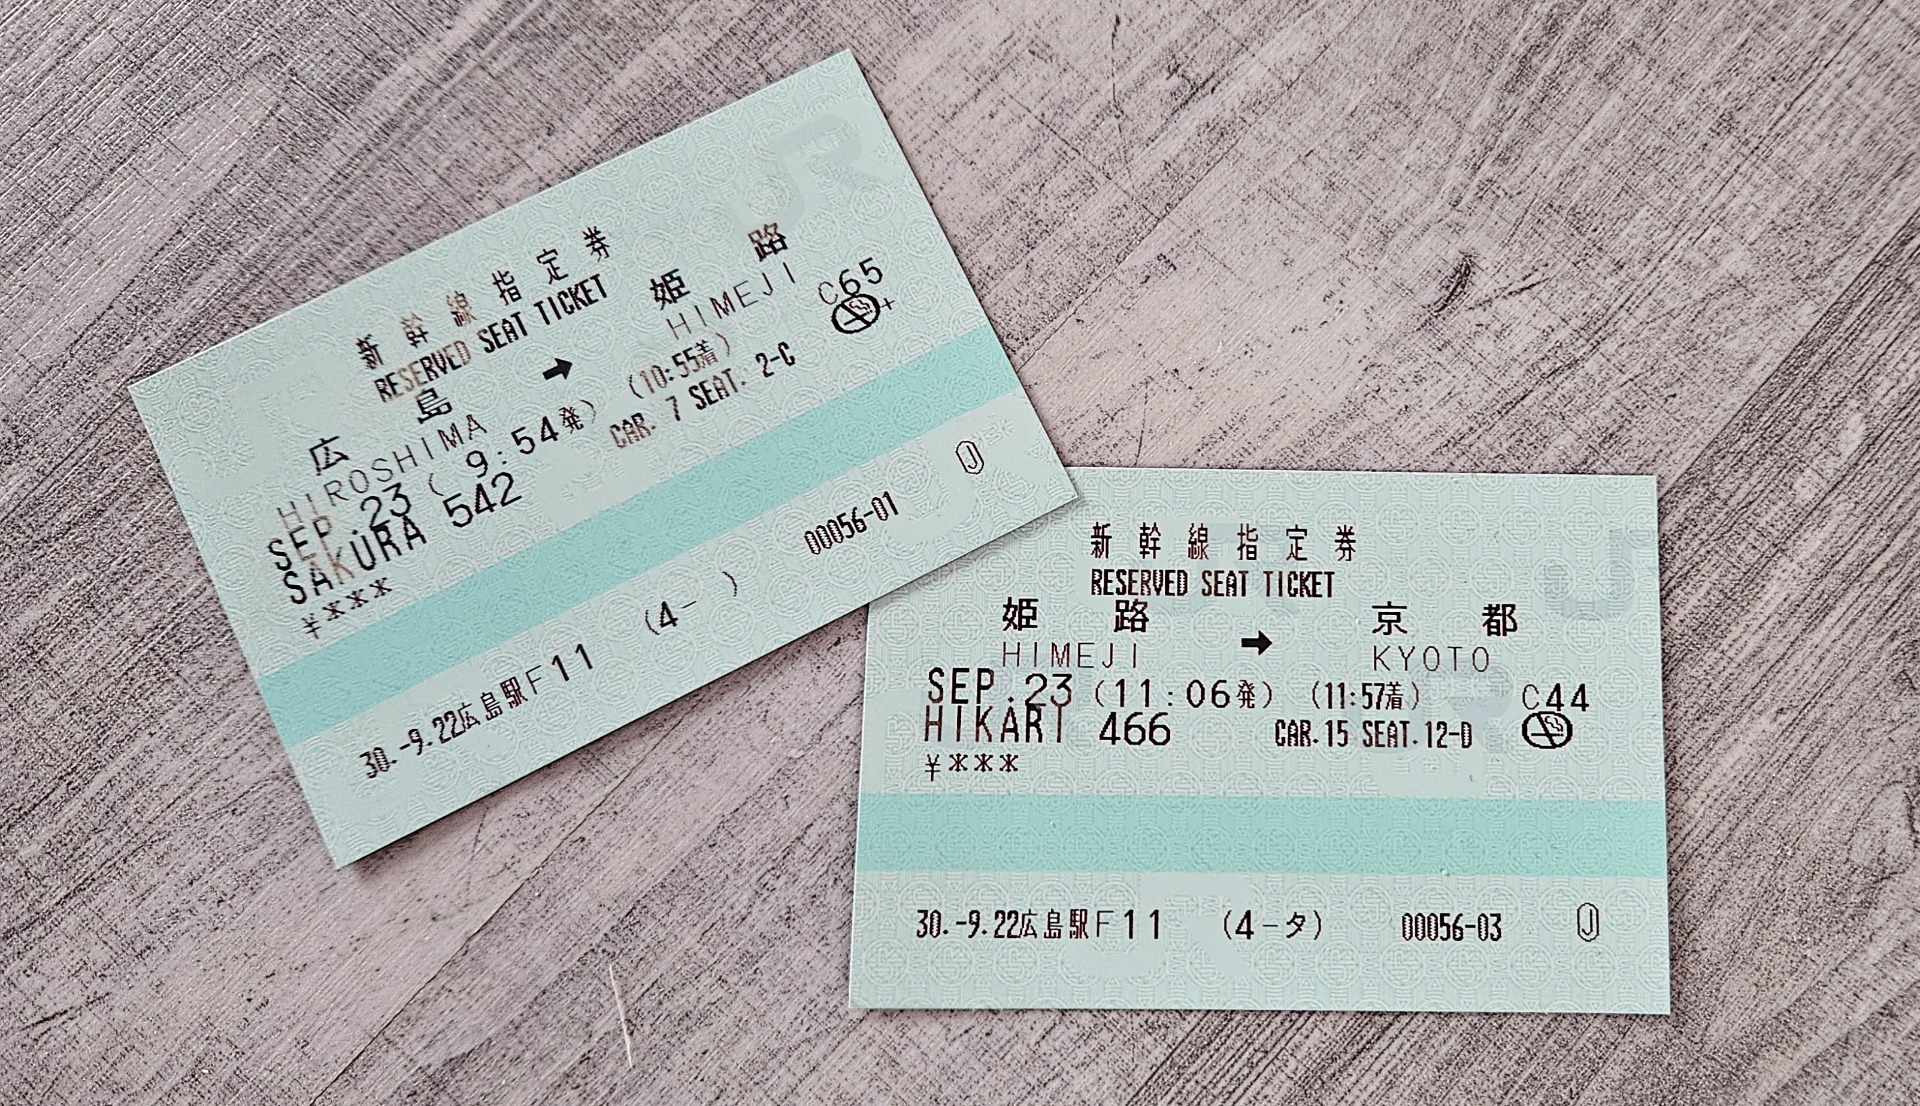 新幹線指定券
RESERVED SEAT TICKET
広島 → 姫路
HIROSHIMA HIMEJI
SEP.23 ( 9:54発) (10:55着) C65
SAKURA 542 CAR. 7 SEAT. 2-C
¥***
30.-9.22広島駅F11 (4- ) 00056-01 J
新幹線指定券
RESERVED SEAT TICKET
姫路 → 京都
HIMEJI KYOTO
SEP.23 (11:06発) (11:57着) C44
HIKARI 466 CAR.15 SEAT.12-D
¥***
30.-9.22広島駅F11 (4-タ) 00056-03 J